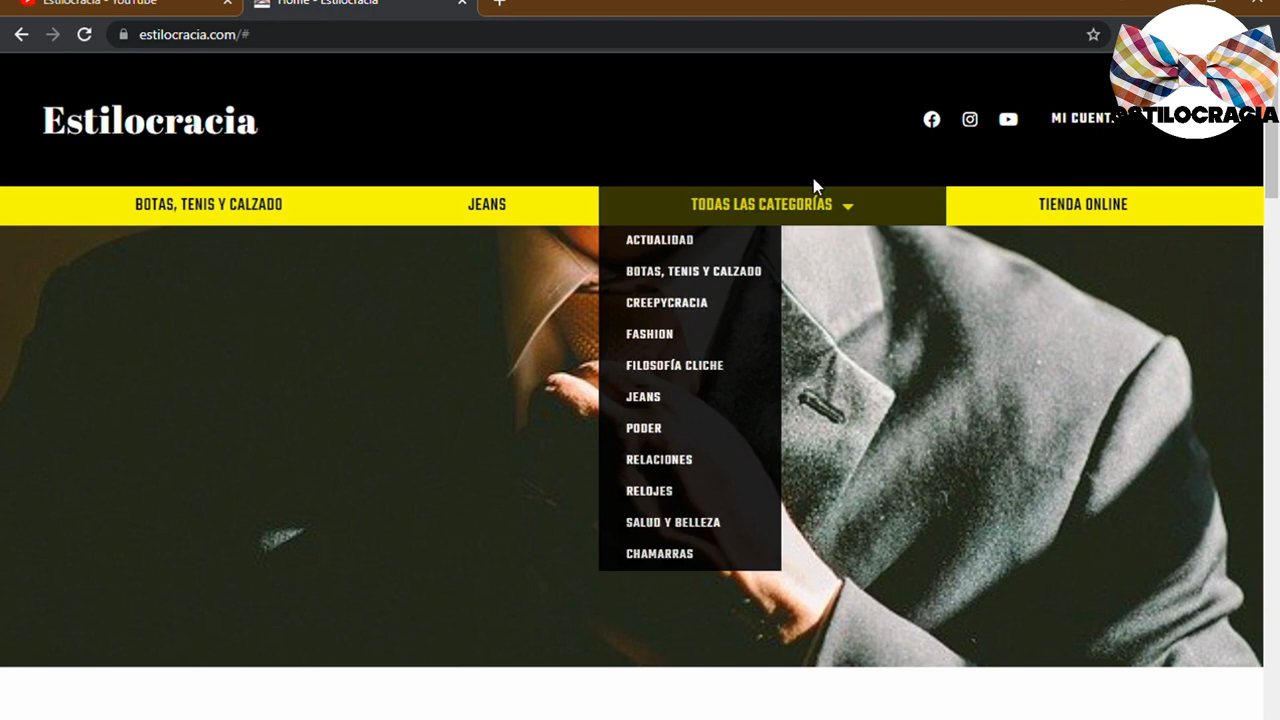 Estilocracia - YouTube
Home - Estilocracia
estilocracia.com/#
Estilocracia
MI CUENT
ESTILOCRACIA
BOTAS, TENIS Y CALZADO
JEANS
TODAS LAS CATEGORÍAS
TIENDA ONLINE
ACTUALIDAD
BOTAS, TENIS Y CALZADO
CREEPYCRACIA
FASHION
FILOSOFÍA CLICHE
JEANS
PODER
RELACIONES
RELOJES
SALUD Y BELLEZA
CHAMARRAS